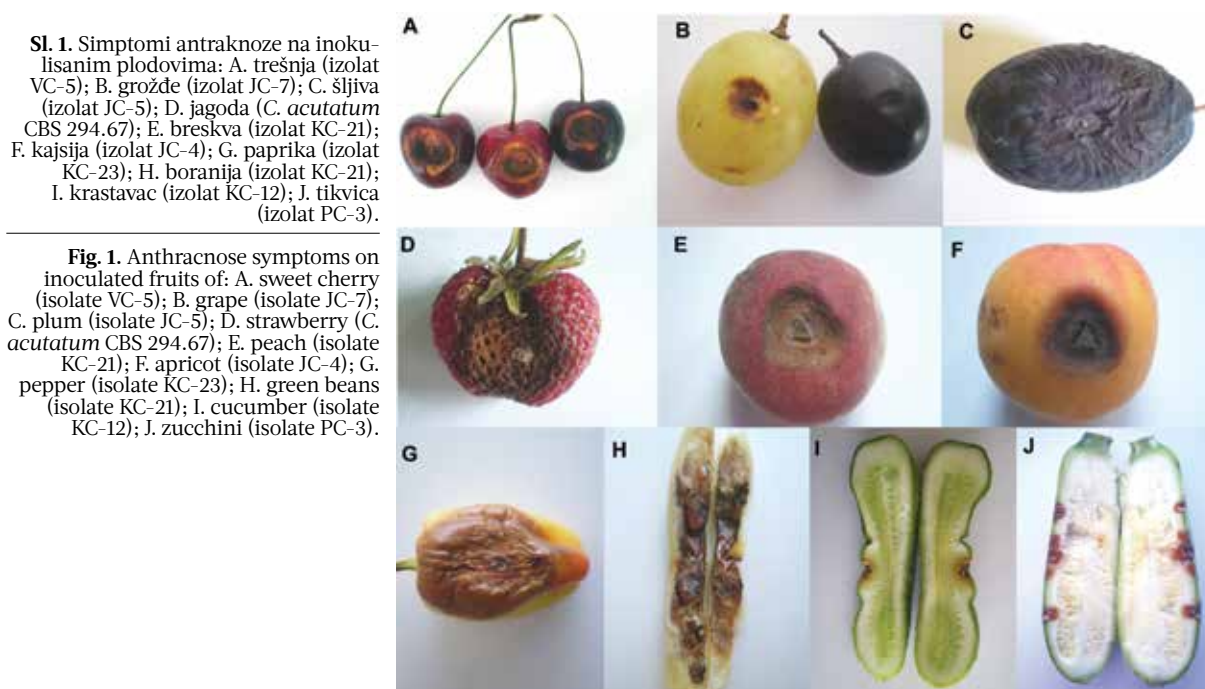 Sl. 1. Simptomi antraknoze na inoku-
lisanim plodovima: A. trešnja (izolat
VC-5); B. grožđe (izolat JC-7); C. šljiva
(izolat JC-5); D. jagoda (C. acutatum
CBS 294.67); E. breskva (izolat KC-21);
F. kajsija (izolat JC-4); G. paprika (izolat
KC-23); H. boranija (izolat KC-21);
I. krastavac (izolat KC-12); J. tikvica
(izolat PC-3).
Fig. 1. Anthracnose symptoms on
inoculated fruits of: A. sweet cherry
(isolate VC-5); B. grape (isolate JC-7);
C. plum (isolate JC-5); D. strawberry (C.
acutatum CBS 294.67); E. peach (isolate
KC-21); F. apricot (isolate JC-4); G.
pepper (isolate KC-23); H. green beans
(isolate KC-21); I. cucumber (isolate
KC-12); J. zucchini (isolate PC-3).
A
B
C
D
E
F
G
H
I
J